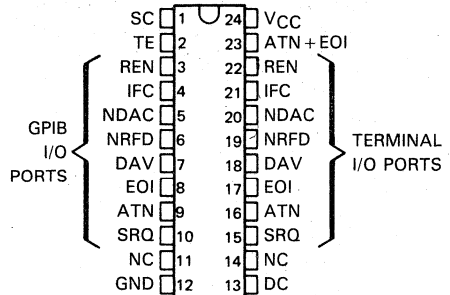 SC 1 24 VCC
TE 2 23 ATN+EOI
REN 3 22 REN
IFC 4 21 IFC
NDAC 5 20 NDAC
GPIB I/O PORTS
NRFD 6 19 NRFD
TERMINAL I/O PORTS
DAV 7 18 DAV
EOI 8 17 EOI
ATN 9 16 ATN
SRQ 10 15 SRQ
NC 11 14 NC
GND 12 13 DC